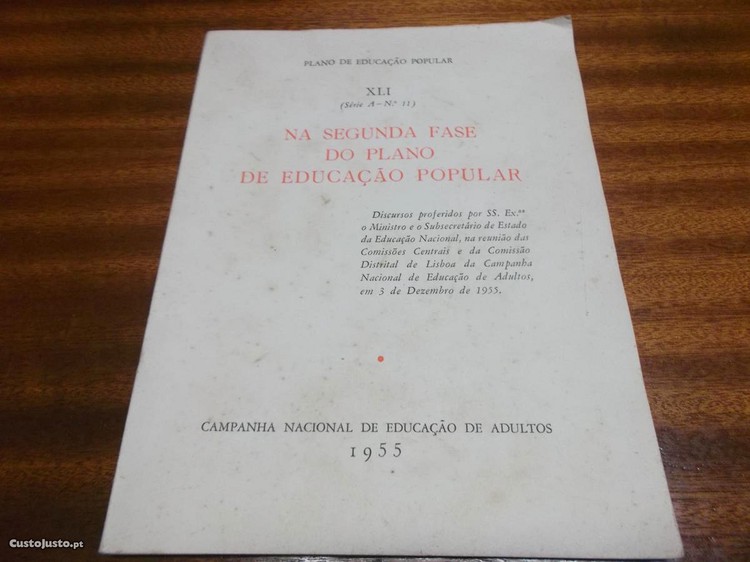 PLANO DE EDUCAÇÃO POPULAR
XLI
(Série A — N.º 11)
NA SEGUNDA FASE
DO PLANO
DE EDUCAÇÃO POPULAR
Discursos proferidos por SS. Ex.ªˢ
o Ministro e o Subsecretário de Estado
da Educação Nacional, na reunião das
Comissões Centrais e da Comissão
Distrital de Lisboa da Campanha
Nacional de Educação de Adultos,
em 3 de Dezembro de 1955.
CAMPANHA NACIONAL DE EDUCAÇÃO DE ADULTOS
1955
CustoJusto.pt